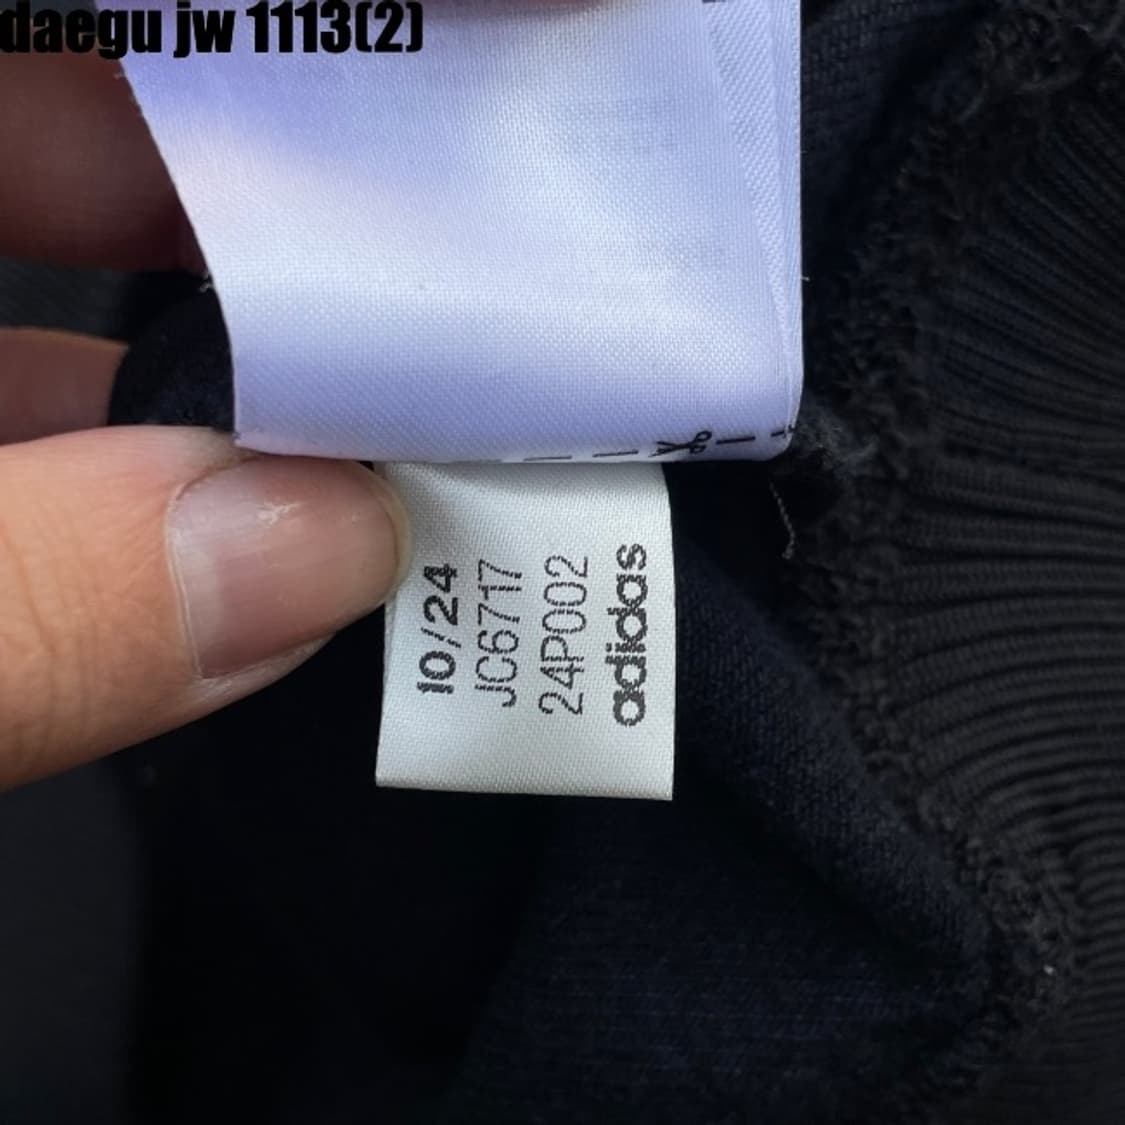 daegu jw 1113(2)
10/24
JC6717
24P002
adidas